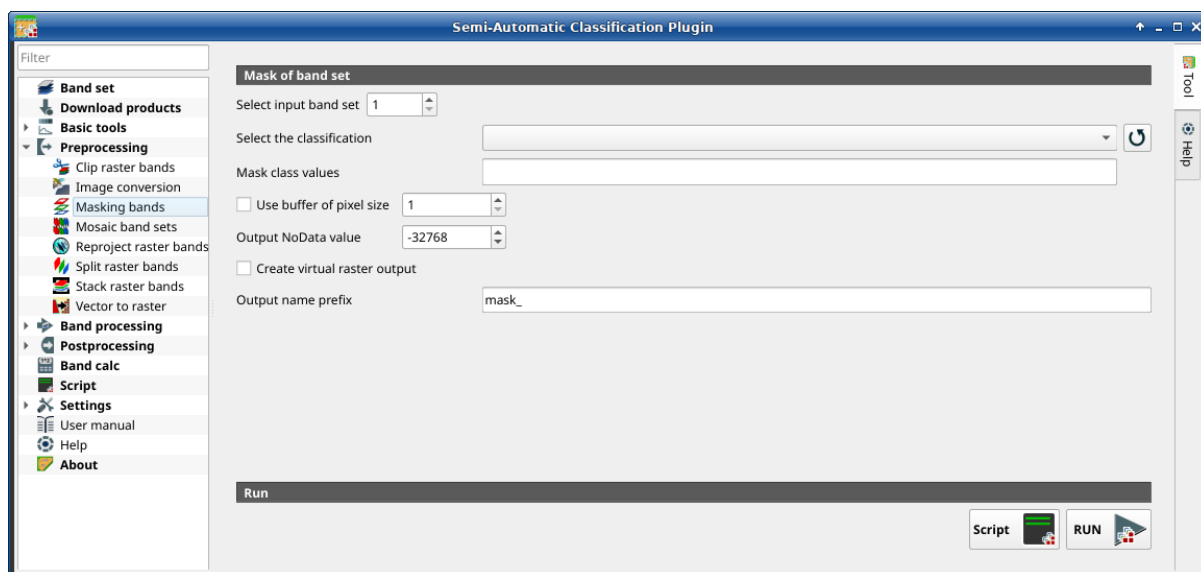 Semi-Automatic Classification Plugin
Filter
Band set
Download products
Basic tools
Preprocessing
Clip raster bands
Image conversion
Masking bands
Mosaic band sets
Reproject raster bands
Split raster bands
Stack raster bands
Vector to raster
Band processing
Postprocessing
Band calc
Script
Settings
User manual
Help
About
Mask of band set
Select input band set 1
Select the classification
Mask class values
Use buffer of pixel size 1
Output NoData value -32768
Create virtual raster output
Output name prefix mask_
Run
Script RUN
Tool
Help